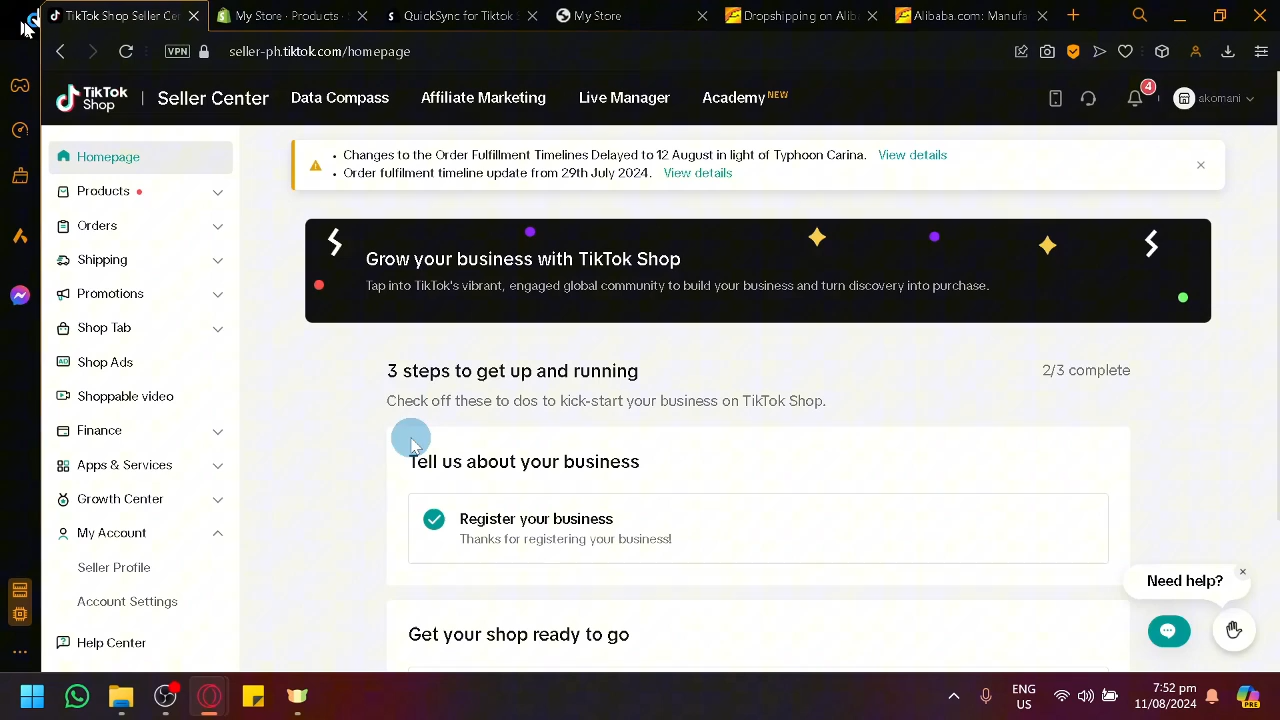 TikTok Shop Seller Cen
My Store · Products ·
QuickSync for Tiktok S
My Store
Dropshipping on Alib
Alibaba.com: Manufa
VPN
seller-ph.tiktok.com/homepage
TikTok Shop
Seller Center
Data Compass
Affiliate Marketing
Live Manager
Academy NEW
4
akomani
Homepage
Products
Orders
Shipping
Promotions
Shop Tab
AD Shop Ads
Shoppable video
Finance
Apps & Services
Growth Center
My Account
Seller Profile
Account Settings
Help Center
• Changes to the Order Fulfillment Timelines Delayed to 12 August in light of Typhoon Carina. View details
• Order fulfilment timeline update from 29th July 2024. View details
Grow your business with TikTok Shop
Tap into TikTok's vibrant, engaged global community to build your business and turn discovery into purchase.
3 steps to get up and running
2/3 complete
Check off these to dos to kick-start your business on TikTok Shop.
Tell us about your business
Register your business
Thanks for registering your business!
Get your shop ready to go
Need help?
ENG
US
7:52 pm
11/08/2024
PRE